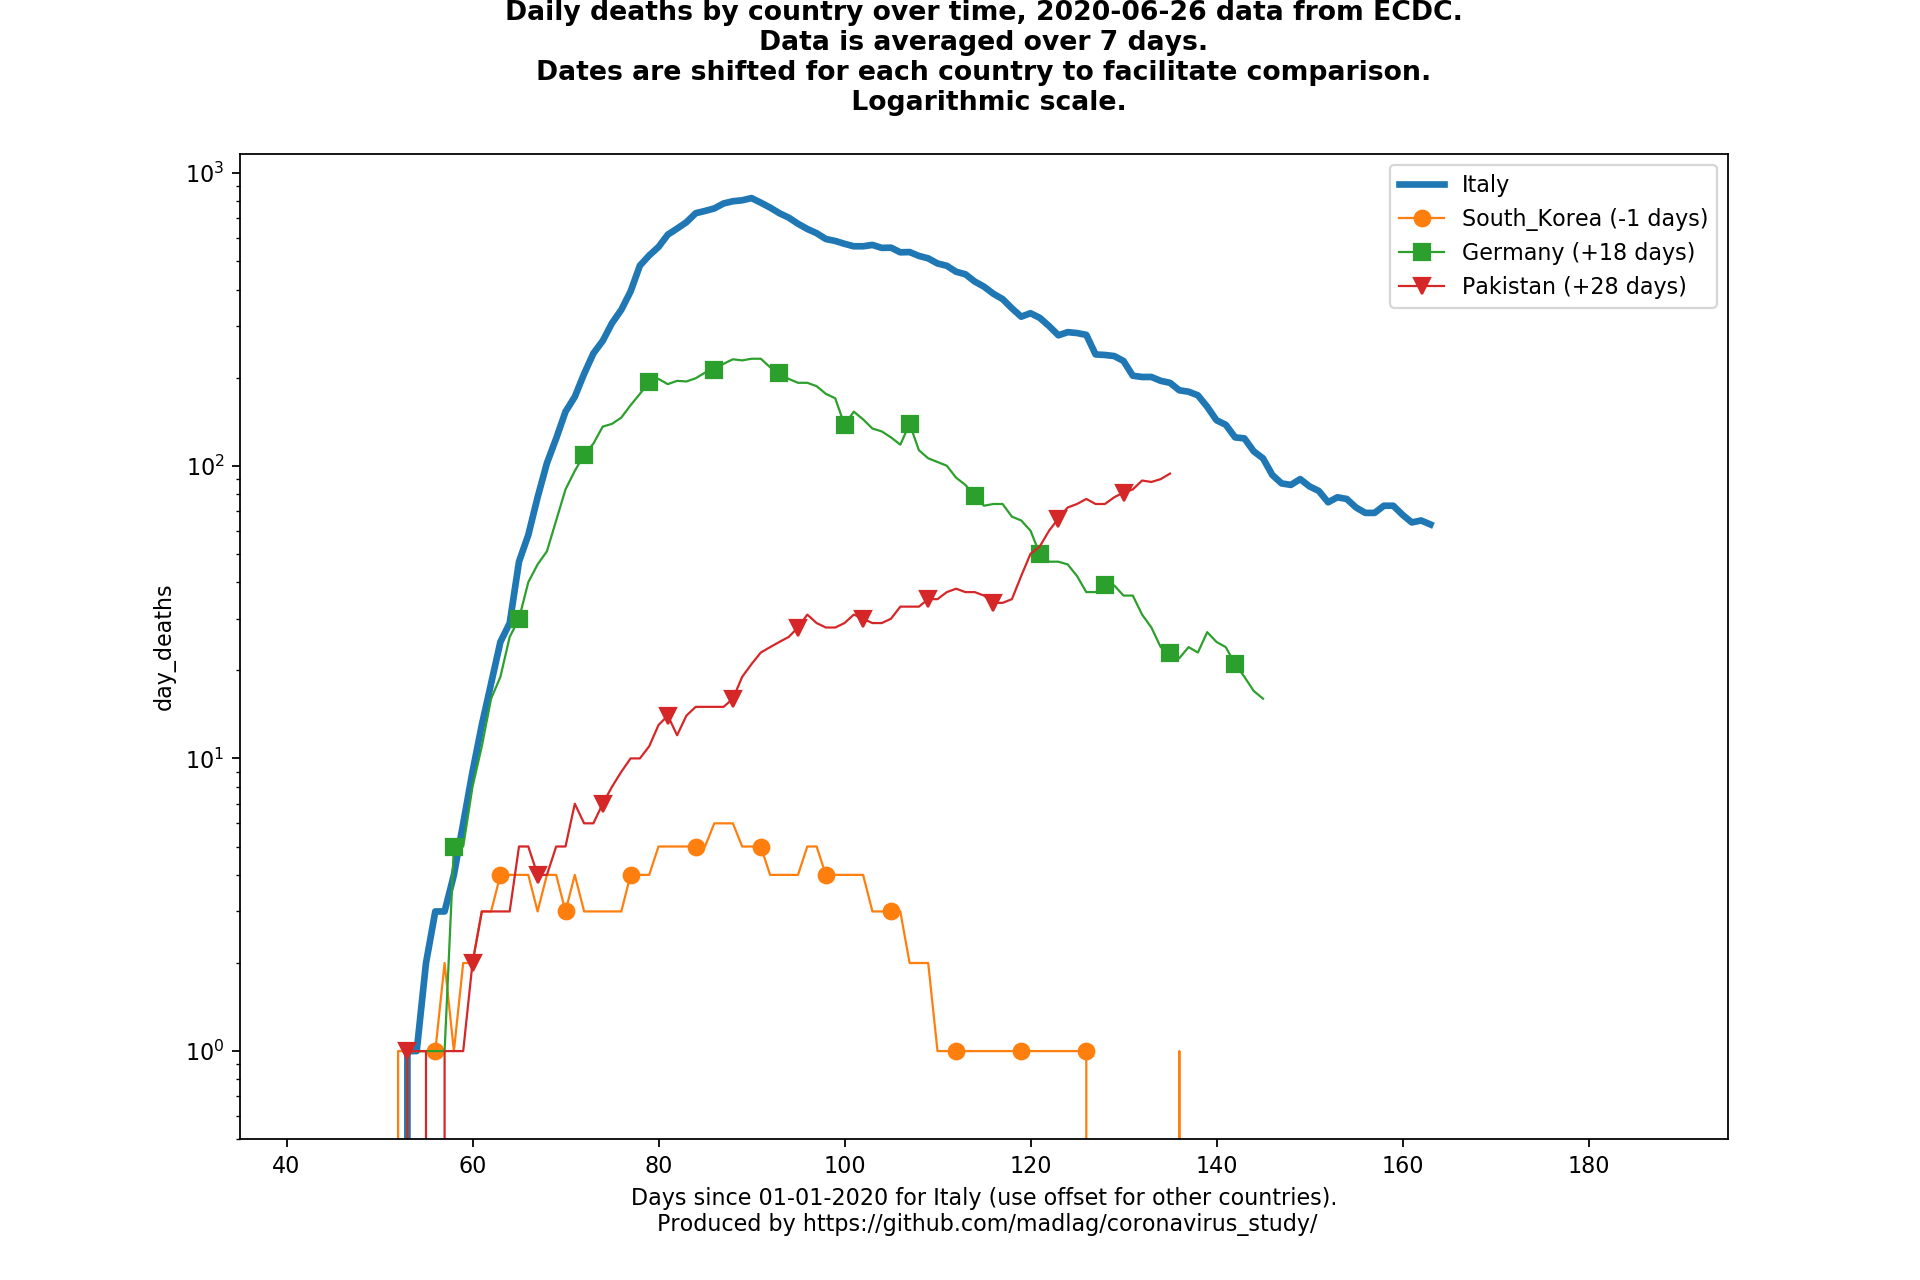 Daily deaths by country over time, 2020-06-26 data from ECDC.
Data is averaged over 7 days.
Dates are shifted for each country to facilitate comparison.
Logarithmic scale.
10³
10²
10¹
10⁰
day_deaths
Italy
South_Korea (-1 days)
Germany (+18 days)
Pakistan (+28 days)
40 60 80 100 120 140 160 180
Days since 01-01-2020 for Italy (use offset for other countries).
Produced by https://github.com/madlag/coronavirus_study/